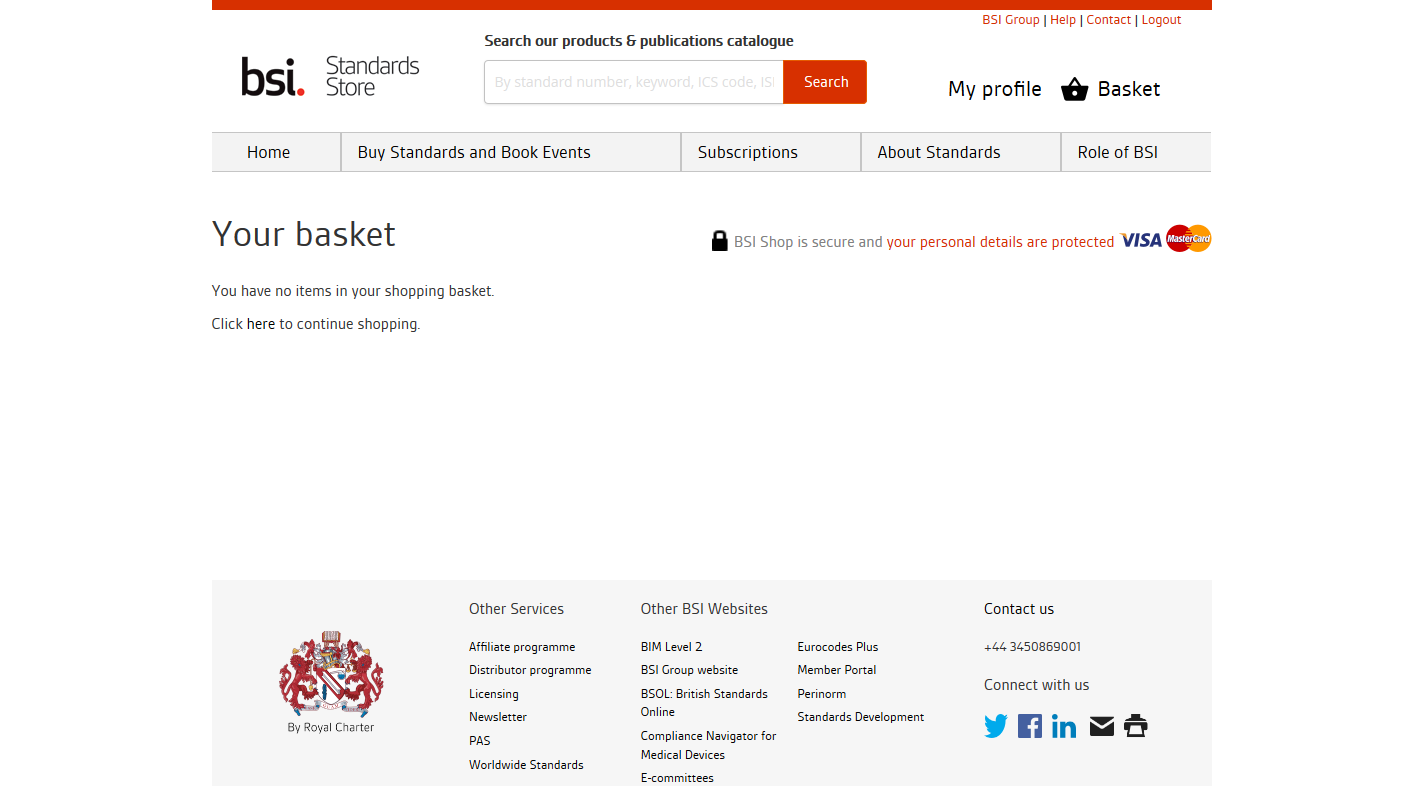 BSI Group | Help | Contact | Logout
Search our products & publications catalogue
bsi. Standards Store
By standard number, keyword, ICS code, ISI
Search
My profile
Basket
Home
Buy Standards and Book Events
Subscriptions
About Standards
Role of BSI
Your basket
BSI Shop is secure and your personal details are protected
VISA
MasterCard
You have no items in your shopping basket.
Click here to continue shopping.
By Royal Charter
Other Services
Affiliate programme
Distributor programme
Licensing
Newsletter
PAS
Worldwide Standards
Other BSI Websites
BIM Level 2
BSI Group website
BSOL: British Standards
Online
Compliance Navigator for
Medical Devices
E-committees
Eurocodes Plus
Member Portal
Perinorm
Standards Development
Contact us
+44 3450869001
Connect with us